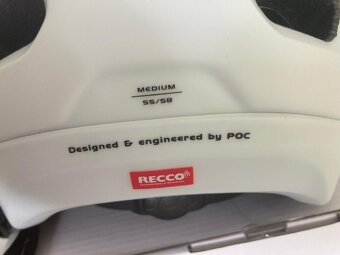 MEDIUM
55/58
Designed & engineered by POC
RECCO